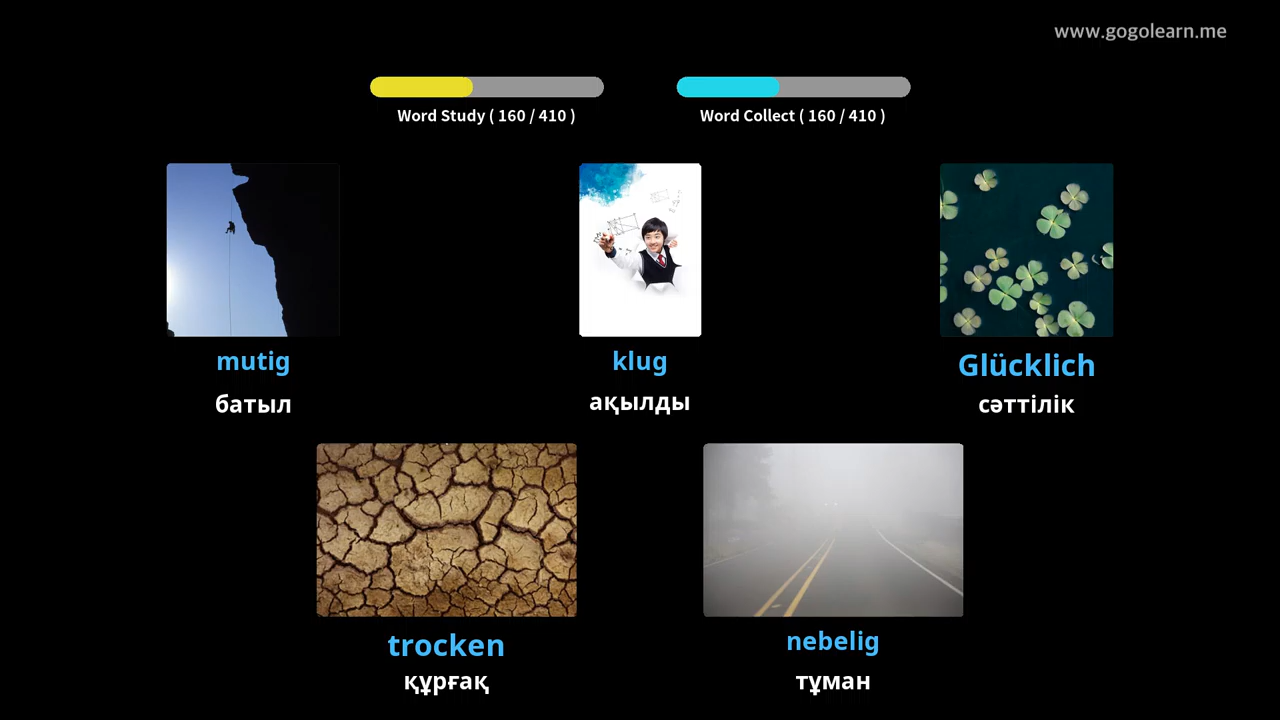 www.gogolearn.me
Word Study ( 160 / 410 )
Word Collect ( 160 / 410 )
mutig
батыл
klug
ақылды
Glücklich
сәттілік
trocken
құрғақ
nebelig
тұман